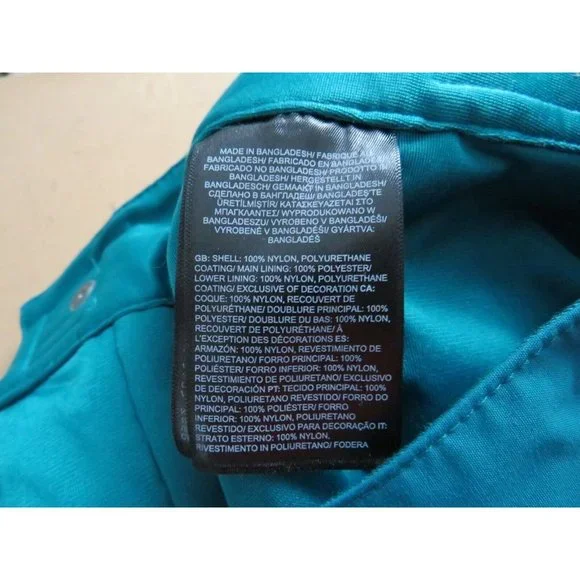 MADE IN BANGLADESH/ FABRIQUÉ AU
BANGLADESH/ FABRICADO EN BANGLADESH/
FABRICADO NO BANGLADESH/ PRODOTTO IN
BANGLADESH/ HERGESTELLT IN
BANGLADESCH/ GEMAAKT IN BANGLADESH/
СДЕЛАНО В БАНГЛАДЕШ/ BANGLADEŞ'TE
ÜRETİLMİŞTİR/ ΚΑΤΑΣΚΕΥΑΖΕΤΑΙ ΣΤΟ
ΜΠΑΓΚΛΑΝΤΕΣ/ WYPRODUKOWANO W
BANGLADESZU/ VYROBENO V BANGLADÉŠI/
VYROBENÉ V BANGLADÉŠI/ GYÁRTVA:
BANGLADÉS
GB: SHELL: 100% NYLON, POLYURETHANE
COATING/ MAIN LINING: 100% POLYESTER/
LOWER LINING: 100% NYLON, POLYURETHANE
COATING/ EXCLUSIVE OF DECORATION CA:
COQUE: 100% NYLON, RECOUVERT DE
POLYURÉTHANE/ DOUBLURE PRINCIPAL: 100%
POLYESTER/ DOUBLURE DU BAS: 100% NYLON,
RECOUVERT DE POLYURÉTHANE/ À
L'EXCEPTION DES DÉCORATIONS ES:
ARMAZÓN: 100% NYLON, REVESTIMIENTO DE
POLIURETANO/ FORRO PRINCIPAL: 100%
POLIÉSTER/ FORRO INFERIOR: 100% NYLON,
REVESTIMIENTO DE POLIURETANO/ EXCLUSIVO
DE DECORACIÓN PT: TECIDO PRINCIPAL: 100%
NYLON, POLIURETANO REVESTIDO/ FORRO DO
PRINCIPAL: 100% POLIÉSTER/ FORRO
INFERIOR: 100% NYLON, POLIURETANO
REVESTIDO/ EXCLUSIVO PARA DECORAÇÃO IT:
STRATO ESTERNO: 100% NYLON,
RIVESTIMENTO IN POLIURETANO/ FODERA